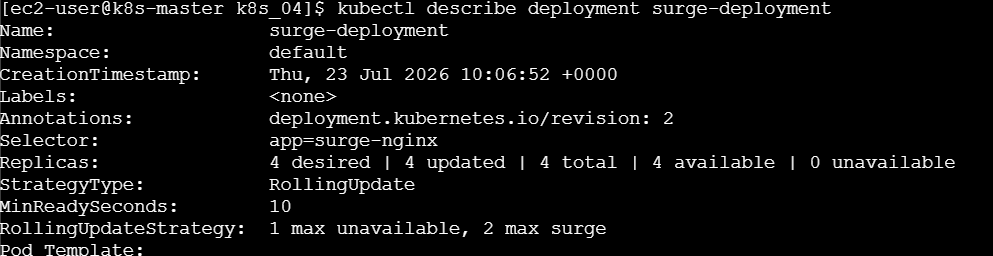 [ec2-user@k8s-master k8s_04]$ kubectl describe deployment surge-deployment
Name:                   surge-deployment
Namespace:              default
CreationTimestamp:      Thu, 23 Jul 2026 10:06:52 +0000
Labels:                 <none>
Annotations:            deployment.kubernetes.io/revision: 2
Selector:               app=surge-nginx
Replicas:               4 desired | 4 updated | 4 total | 4 available | 0 unavailable
StrategyType:           RollingUpdate
MinReadySeconds:        10
RollingUpdateStrategy:  1 max unavailable, 2 max surge
Pod Template: